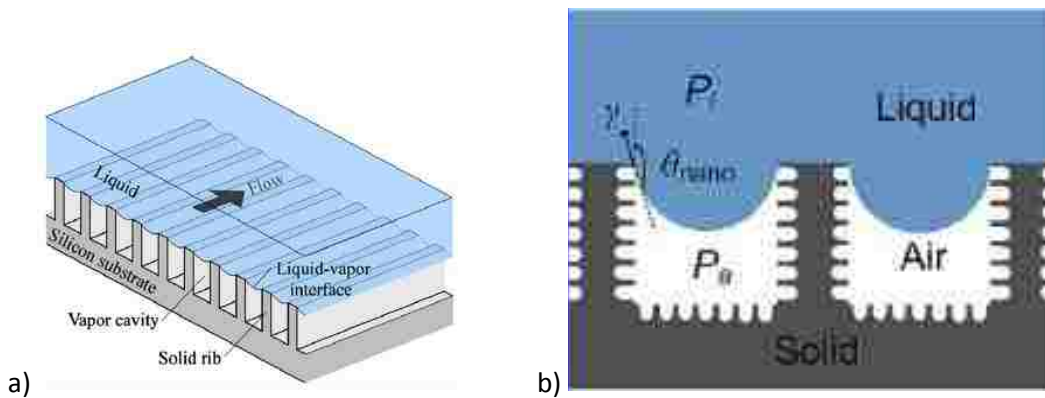 Liquid
Flow
Silicon substrate
Liquid-vapor
interface
Vapor cavity
Solid rib
a)
Liquid
γ
θnano
Air
Solid
b)